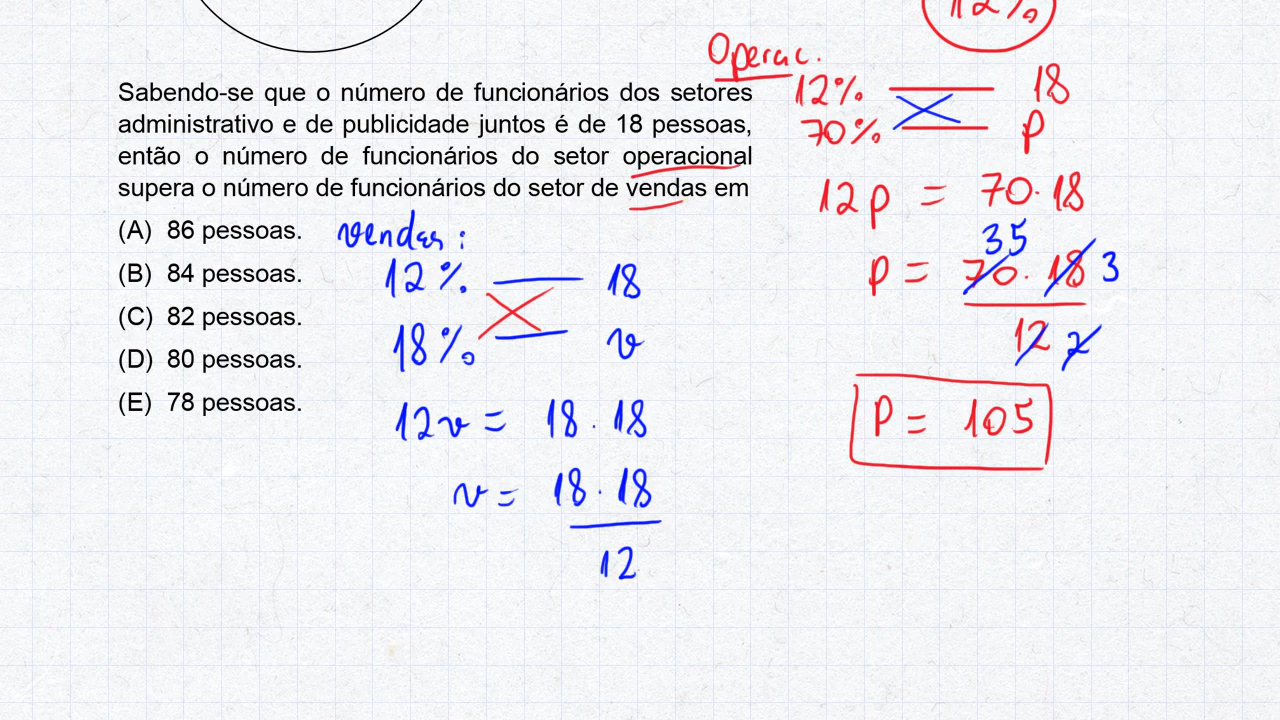 12%
Operac.
Sabendo-se que o número de funcionários dos setores
administrativo e de publicidade juntos é de 18 pessoas,
então o número de funcionários do setor operacional
supera o número de funcionários do setor de vendas em
(A) 86 pessoas.
(B) 84 pessoas.
(C) 82 pessoas.
(D) 80 pessoas.
(E) 78 pessoas.
vendas:
12% 18
18% v
12v = 18.18
v = 18.18
12
12% 18
70% p
12p = 70.18
35
p = 70.18 3
12 2
P = 105